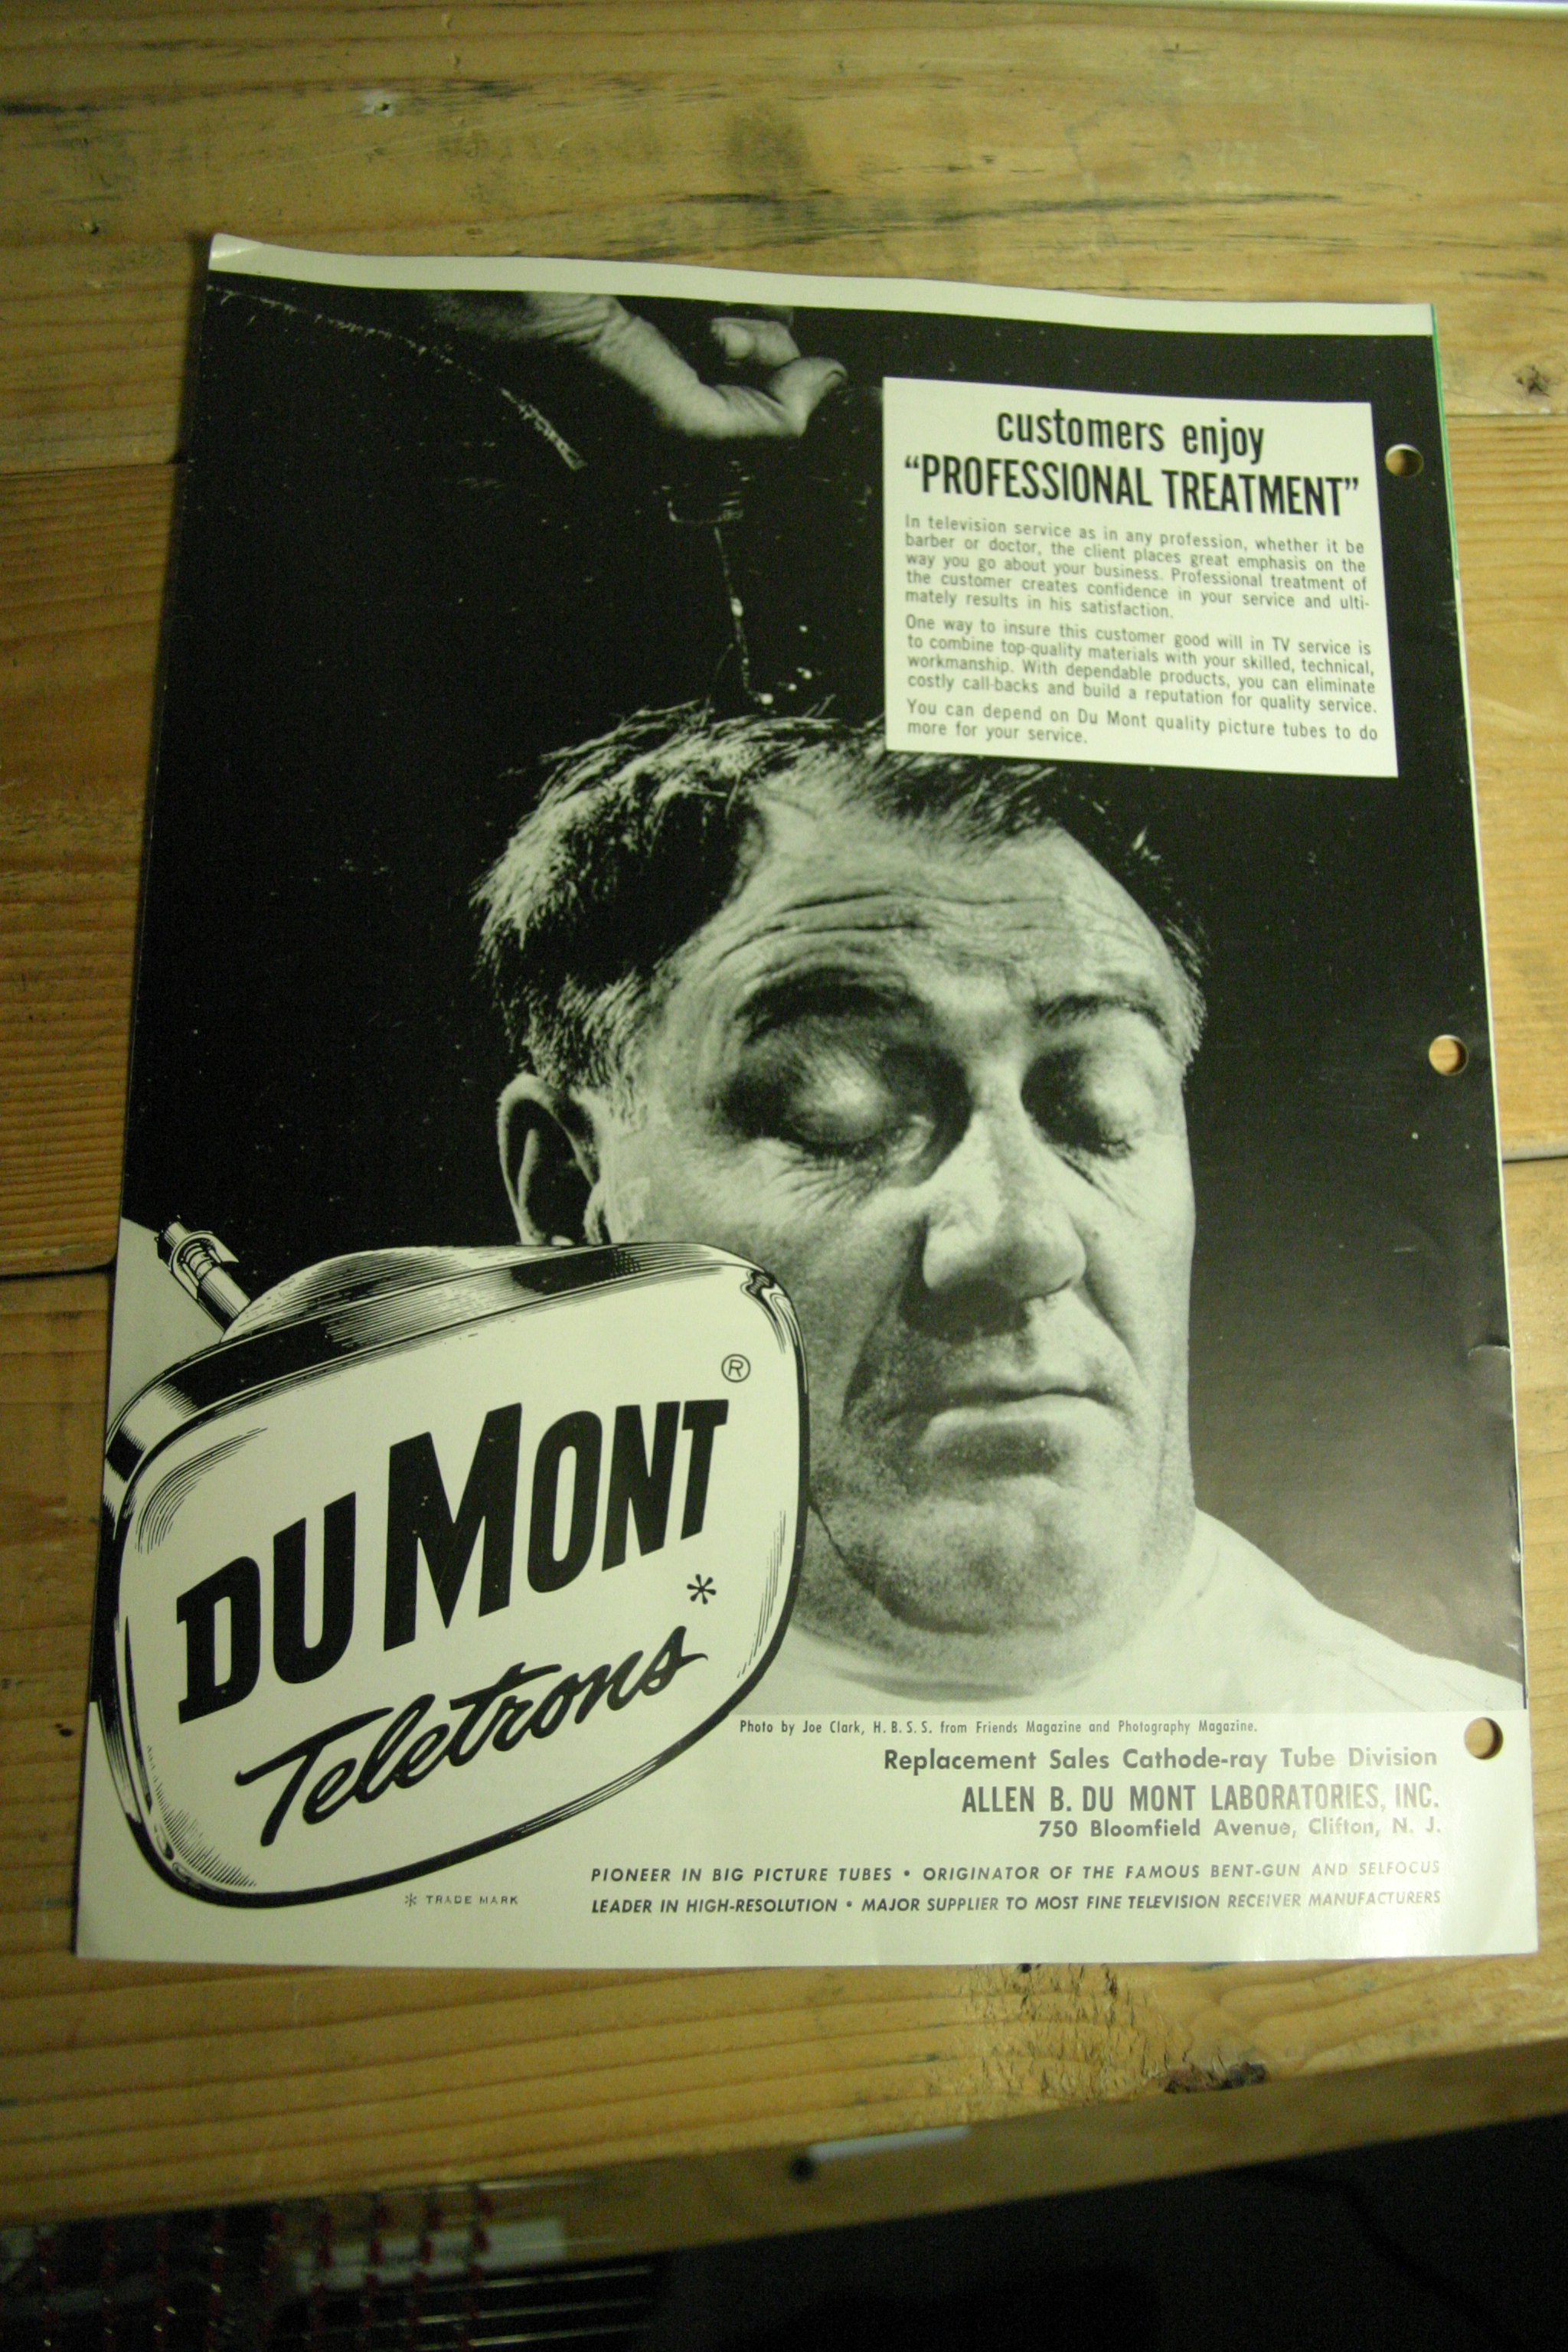 customers enjoy
“PROFESSIONAL TREATMENT”
In television service as in any profession, whether it be
barber or doctor, the client places great emphasis on the
way you go about your business. Professional treatment of
the customer creates confidence in your service and ulti-
mately results in his satisfaction.
One way to insure this customer good will in TV service is
to combine top-quality materials with your skilled, technical,
workmanship. With dependable products, you can eliminate
costly call-backs and build a reputation for quality service.
You can depend on Du Mont quality picture tubes to do
more for your service.
DU MONT ®
Teletrons *
Photo by Joe Clark, H. B. S. S. from Friends Magazine and Photography Magazine.
Replacement Sales Cathode-ray Tube Division
ALLEN B. DU MONT LABORATORIES, INC.
750 Bloomfield Avenue, Clifton, N. J.
PIONEER IN BIG PICTURE TUBES • ORIGINATOR OF THE FAMOUS BENT-GUN AND SELFOCUS
* TRADE MARK
LEADER IN HIGH-RESOLUTION • MAJOR SUPPLIER TO MOST FINE TELEVISION RECEIVER MANUFACTURERS